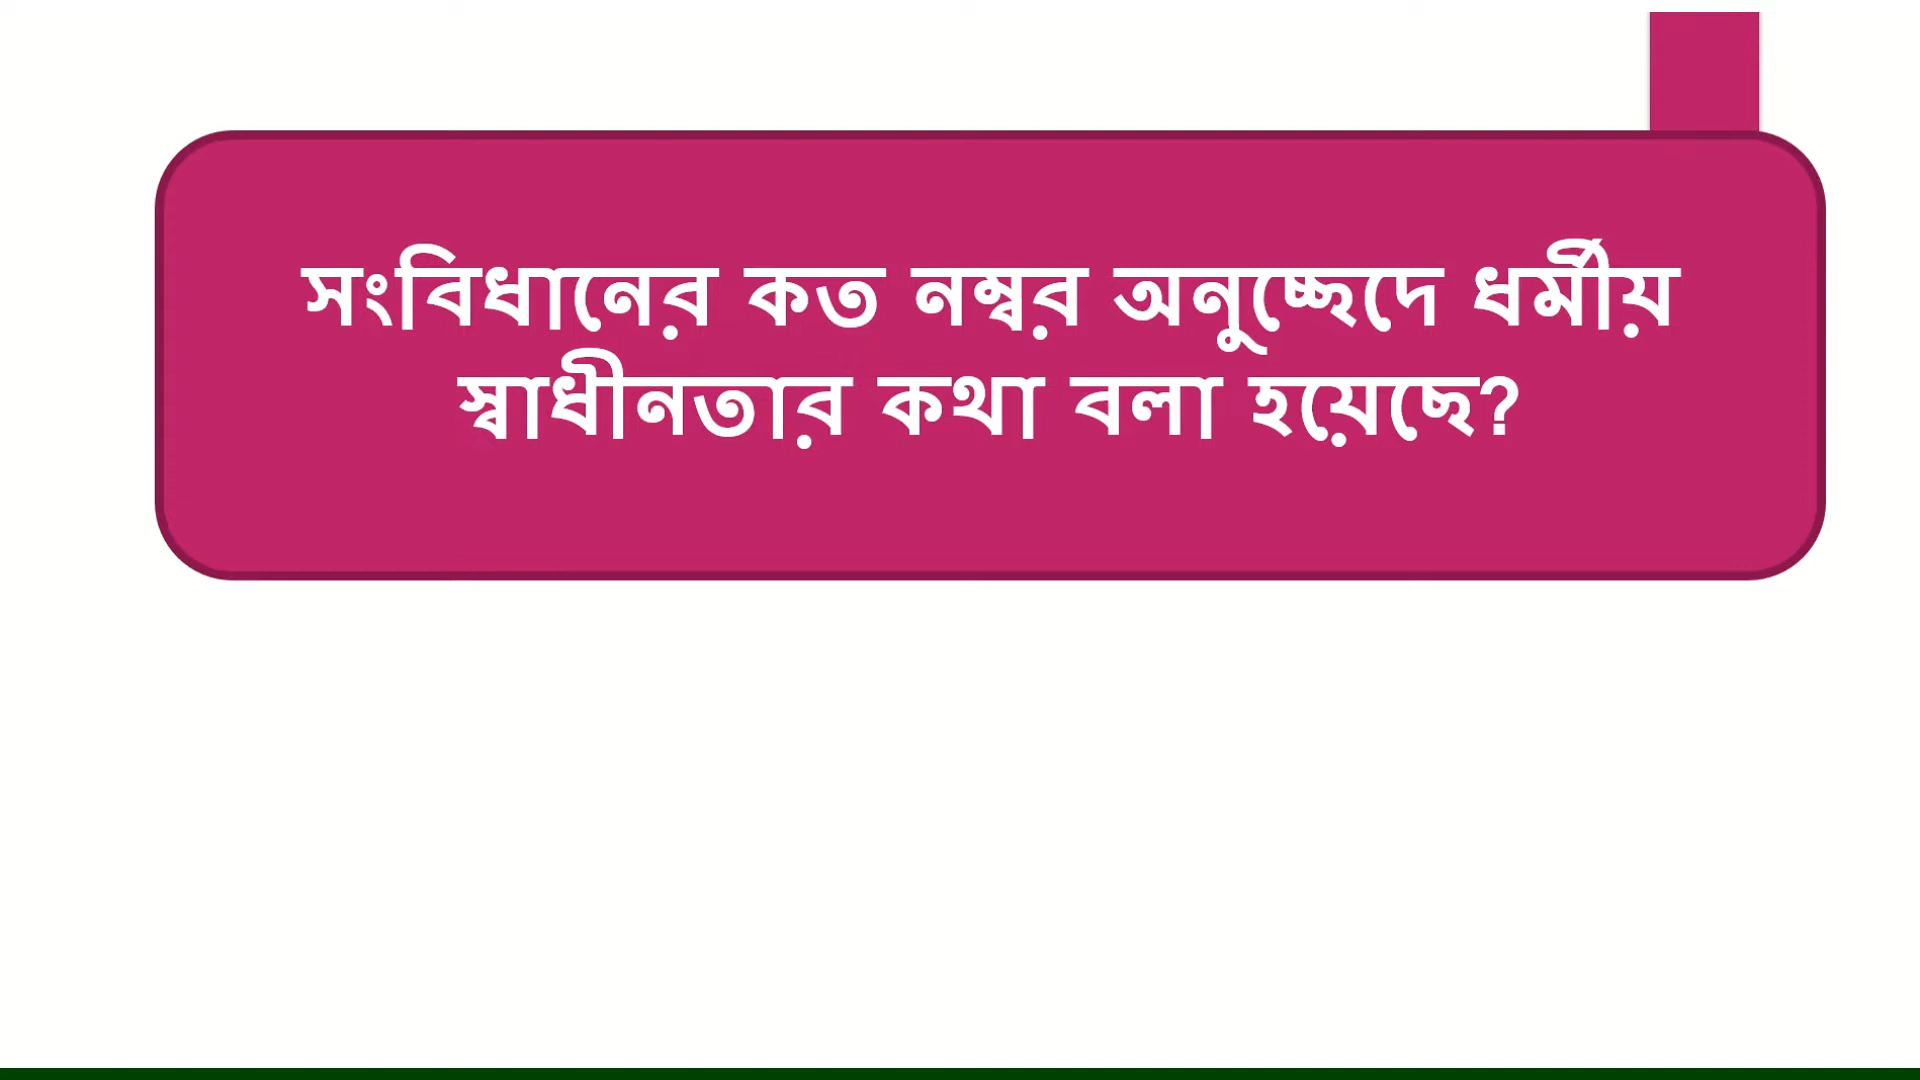 সংবিধানের কত নম্বর অনুচ্ছেদে ধর্মীয়
স্বাধীনতার কথা বলা হয়েছে?